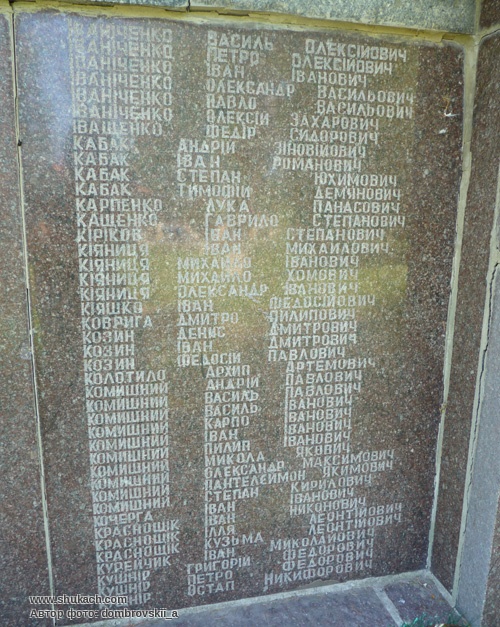 ІВАНІЧЕНКО ВАСИЛЬ ОЛЕКСІЙОВИЧ
ІВАНІЧЕНКО ПЕТРО ОЛЕКСІЙОВИЧ
ІВАНІЧЕНКО ІВАН ІВАНОВИЧ
ІВАНІЧЕНКО ОЛЕКСАНДР ВАСИЛЬОВИЧ
ІВАНІЧЕНКО ПАВЛО ВАСИЛЬОВИЧ
ІВАНІЧЕНКО ОЛЕКСІЙ ЗАХАРОВИЧ
ІВАЩЕНКО ФЕДІР СИДОРОВИЧ
КАБАК АНДРІЙ ЗІНОВІЙОВИЧ
КАБАК ІВАН РОМАНОВИЧ
КАБАК СТЕПАН ЮХИМОВИЧ
КАБАК ТИМОФІЙ ДЕМ'ЯНОВИЧ
КАРПЕНКО ЛУКА ПАНАСОВИЧ
КАЩЕНКО ГАВРИЛО СТЕПАНОВИЧ
КІРІКОВ ІВАН СТЕПАНОВИЧ
КІЯНИЦЯ ІВАН МИХАЙЛОВИЧ
КІЯНИЦЯ МИХАЙЛО ІВАНОВИЧ
КІЯНИЦЯ МИХАЙЛО ХОМОВИЧ
КІЯНИЦЯ ОЛЕКСАНДР ІВАНОВИЧ
КІЯШКО ІВАН ФЕДОСІЙОВИЧ
КОВРИГА ДМИТРО ПИЛИПОВИЧ
КОЗИН ДЕНИС ДМИТРОВИЧ
КОЗИН ІВАН ДМИТРОВИЧ
КОЗИН ФЕДОСІЙ ПАВЛОВИЧ
КОЛОТИЛО АРХИП АРТЕМОВИЧ
КОМИШНИЙ АНДРІЙ ПАВЛОВИЧ
КОМИШНИЙ ВАСИЛЬ ПАВЛОВИЧ
КОМИШНИЙ ВАСИЛЬ ІВАНОВИЧ
КОМИШНИЙ КАРПО ІВАНОВИЧ
КОМИШНИЙ ІВАН ІВАНОВИЧ
КОМИШНИЙ ПИЛИП ІВАНОВИЧ
КОМИШНИЙ МИКОЛА ЯКОВИЧ
КОМИШНИЙ ОЛЕКСАНДР МАКСИМОВИЧ
КОМИШНИЙ ПАНТЕЛЕЙМОН ЯКИМОВИЧ
КОМИШНИЙ СТЕПАН КИРИЛОВИЧ
КОЧЕРГА ІВАН ІВАНОВИЧ
КРАСНОЩОК ІВАН НИКОНОВИЧ
КРАСНОЩОК ІЛЛЯ ЛЕОНТІЙОВИЧ
КРАСНОЩОК КУЗЬМА ЛЕОНТІЙОВИЧ
КУРЕЙЧИК ІВАН МИКОЛАЙОВИЧ
КУШНІР ГРИГОРІЙ ФЕДОРОВИЧ
КУШНІР ПЕТРО ФЕДОРОВИЧ
КУШНІР ОСТАП НИКИФОРОВИЧ
www.shukach.com
Автор фото: dombrovskii_a